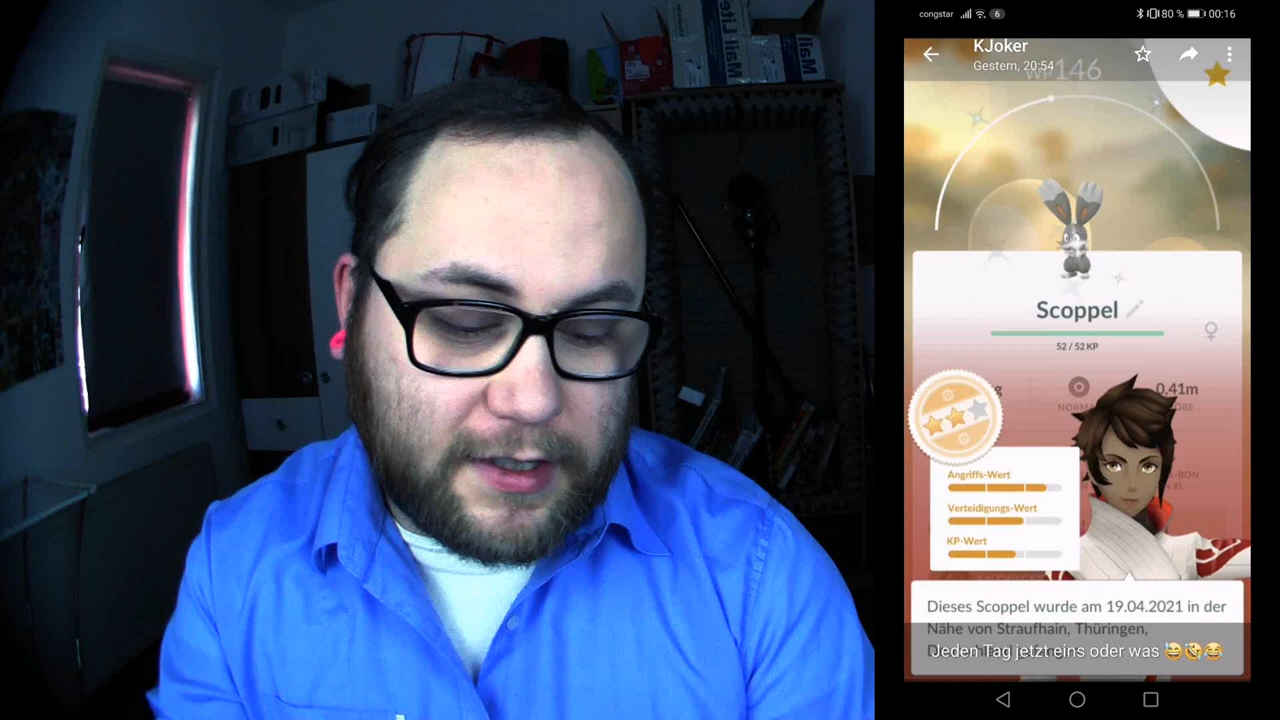 congstar 6 80 % 00:16
KJoker
Gestern, 20:54
WP146
Scoppel
52 / 52 KP
0,41m
Angriffs-Wert
Verteidigungs-Wert
KP-Wert
Dieses Scoppel wurde am 19.04.2021 in der
Nähe von Straufhain, Thüringen,
Jeden Tag jetzt eins oder was 😅🤣😂